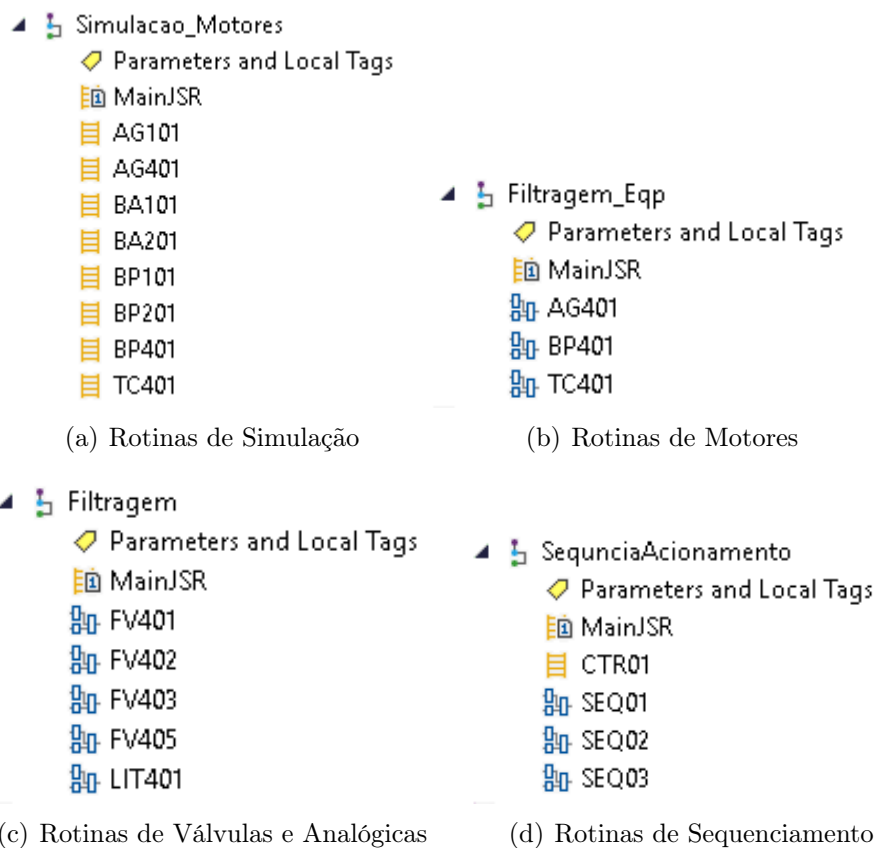 Simulacao_Motores
Parameters and Local Tags
MainJSR
AG101
AG401
BA101
BA201
BP101
BP201
BP401
TC401
(a) Rotinas de Simulação
Filtragem_Eqp
Parameters and Local Tags
MainJSR
AG401
BP401
TC401
(b) Rotinas de Motores
Filtragem
Parameters and Local Tags
MainJSR
FV401
FV402
FV403
FV405
LIT401
(c) Rotinas de Válvulas e Analógicas
SequnciaAcionamento
Parameters and Local Tags
MainJSR
CTR01
SEQ01
SEQ02
SEQ03
(d) Rotinas de Sequenciamento